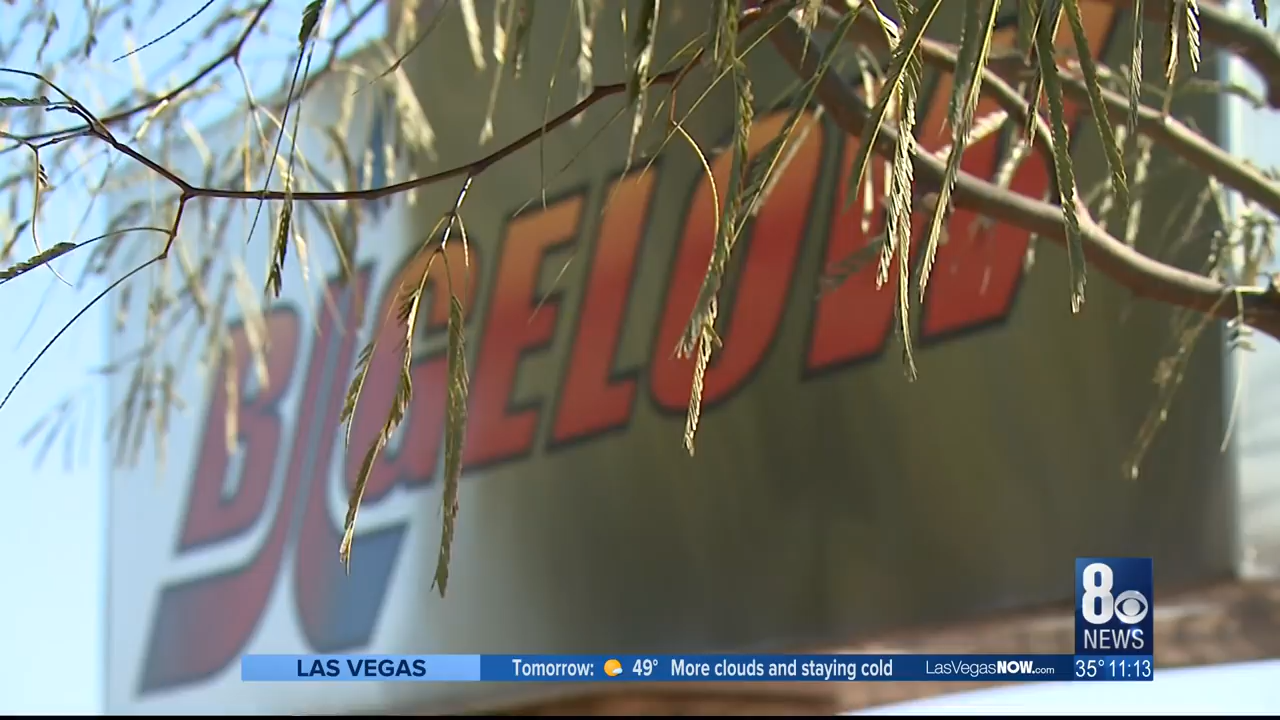 BIGELOW
8
NEWS
LAS VEGAS
Tomorrow: 49° More clouds and staying cold
LasVegasNOW.com
35° 11:13